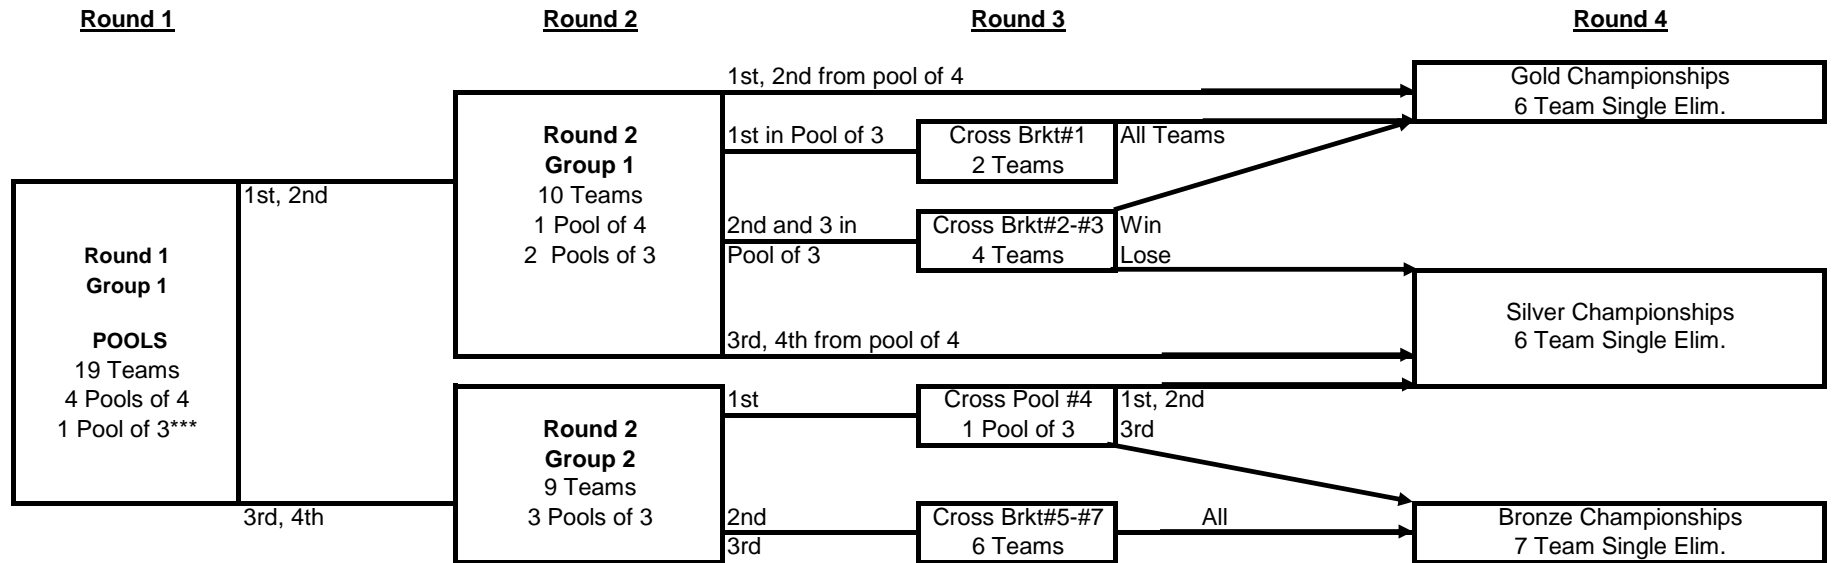 Round 1
Round 2
Round 3
Round 4
1st, 2nd from pool of 4
Gold Championships
6 Team Single Elim.
Round 2
Group 1
10 Teams
1 Pool of 4
2  Pools of 3
1st in Pool of 3
Cross Brkt#1
2 Teams
All Teams
1st, 2nd
2nd and 3 in
Pool of 3
Cross Brkt#2-#3
4 Teams
Win
Lose
Round 1
Group 1
POOLS
19 Teams
4 Pools of 4
1 Pool of 3***
Silver Championships
6 Team Single Elim.
3rd, 4th from pool of 4
1st
Cross Pool #4
1 Pool of 3
1st, 2nd
3rd
Round 2
Group 2
9 Teams
3 Pools of 3
3rd, 4th
2nd
3rd
Cross Brkt#5-#7
6 Teams
All
Bronze Championships
7 Team Single Elim.